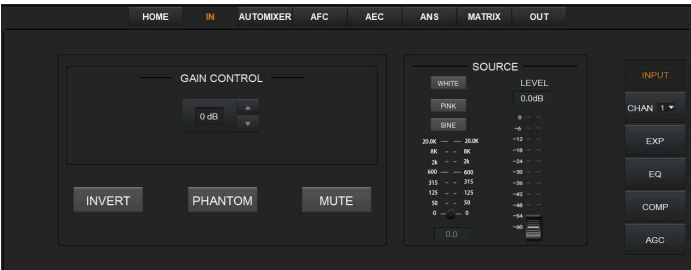 HOME IN AUTOMIXER AFC AEC ANS MATRIX OUT
GAIN CONTROL
0 dB
INVERT PHANTOM MUTE
SOURCE
WHITE
PINK
SINE
20.0K 20.0K
8K 8K
2k 2k
600 600
315 315
125 125
50 50
0 0
0.0
LEVEL
0.0dB
0
-6
-12
-18
-24
-30
-36
-42
-48
-54
-60
INPUT
CHAN 1
EXP
EQ
COMP
AGC